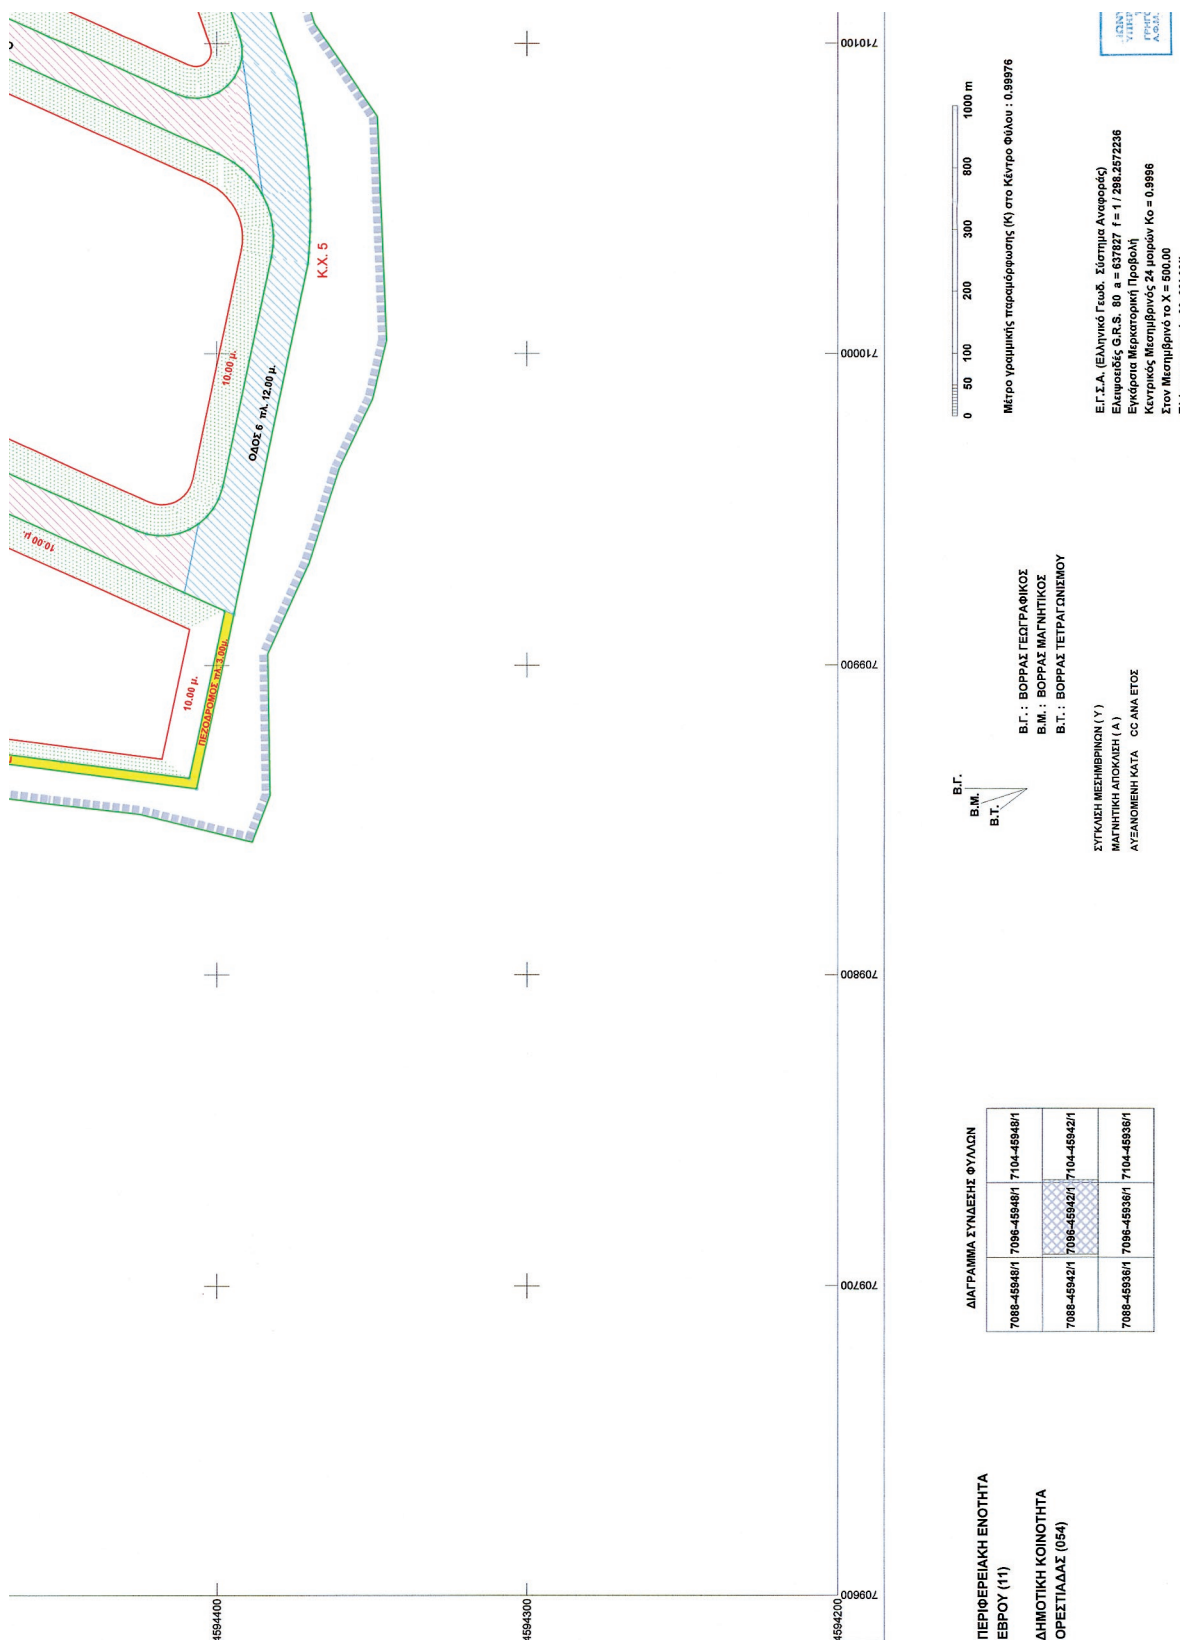 Κ.Χ. 5
ΟΔΟΣ 6 πλ. 12.00 μ.
10.00 μ.
10.00 μ.
10.00 μ.
ΠΕΖΟΔΡΟΜΟΣ πλ. 3.00μ.
710100
710000
709900
709800
709700
709600
4594400
4594300
4594200
0 50 100 200 300 800 1000 m
Μέτρο γραμμικής παραμόρφωσης (Κ) στο Κέντρο Φύλου : 0.99976
Ε.Γ.Σ.Α. (Ελληνικό Γεωδ. Σύστημα Αναφοράς)
Ελειψοειδές G.R.S. 80 a = 637827 f = 1 / 298.2572236
Εγκάρσια Μερκατορική Προβολή
Κεντρικός Μεσημβρινός 24 μοιρών Κο = 0.9996
Στον Μεσημβρινό το Χ = 500.00
Β.Γ.
Β.Μ.
Β.Τ.
Β.Γ. : ΒΟΡΡΑΣ ΓΕΩΓΡΑΦΙΚΟΣ
Β.Μ. : ΒΟΡΡΑΣ ΜΑΓΝΗΤΙΚΟΣ
Β.Τ. : ΒΟΡΡΑΣ ΤΕΤΡΑΓΩΝΙΣΜΟΥ
ΣΥΓΚΛΙΣΗ ΜΕΣΗΜΒΡΙΝΩΝ ( Υ )
ΜΑΓΝΗΤΙΚΗ ΑΠΟΚΛΙΣΗ ( Α )
ΑΥΞΑΝΟΜΕΝΗ ΚΑΤΑ CC ΑΝΑ ΕΤΟΣ
ΔΙΑΓΡΑΜΜΑ ΣΥΝΔΕΣΗΣ ΦΥΛΛΩΝ
7088-45948/1 7096-45948/1 7104-45948/1
7088-45942/1 7096-45942/1 7104-45942/1
7088-45936/1 7096-45936/1 7104-45936/1
ΠΕΡΙΦΕΡΕΙΑΚΗ ΕΝΟΤΗΤΑ
ΕΒΡΟΥ (11)
ΔΗΜΟΤΙΚΗ ΚΟΙΝΟΤΗΤΑ
ΟΡΕΣΤΙΑΔΑΣ (054)
Α.Φ.Μ.